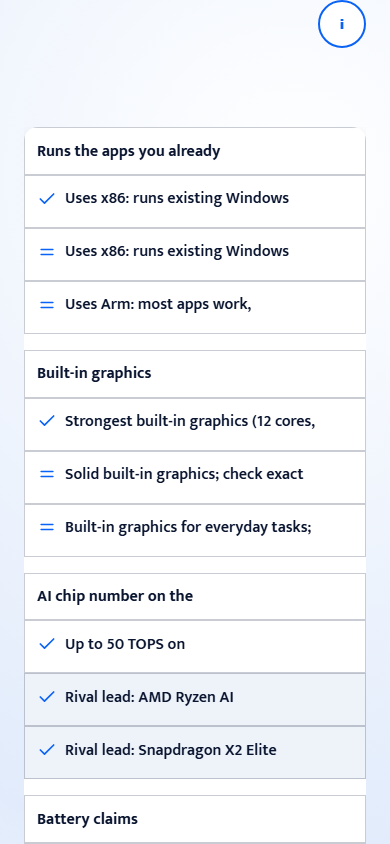 i
Runs the apps you already
Uses x86: runs existing Windows
Uses x86: runs existing Windows
Uses Arm: most apps work,
Built-in graphics
Strongest built-in graphics (12 cores,
Solid built-in graphics; check exact
Built-in graphics for everyday tasks;
AI chip number on the
Up to 50 TOPS on
Rival lead: AMD Ryzen AI
Rival lead: Snapdragon X2 Elite
Battery claims